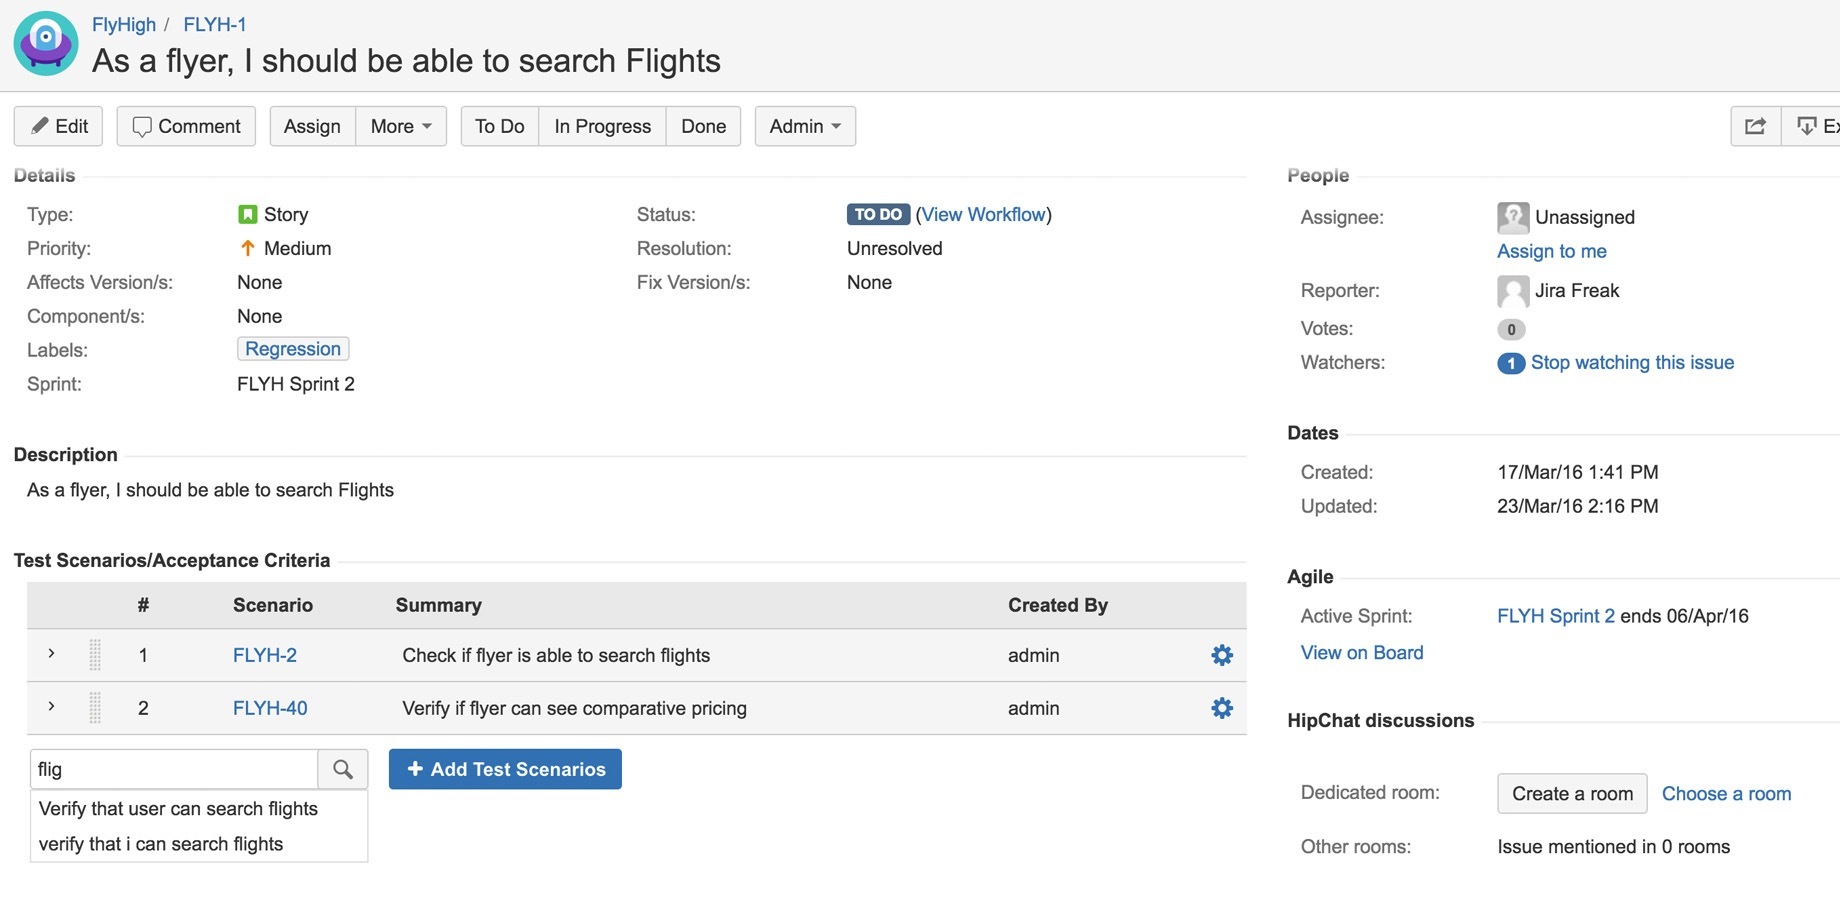 FlyHigh / FLYH-1
As a flyer, I should be able to search Flights
Edit Comment Assign More To Do In Progress Done Admin
Details
Type: Story
Priority: Medium
Affects Version/s: None
Component/s: None
Labels: Regression
Sprint: FLYH Sprint 2
Status: TO DO (View Workflow)
Resolution: Unresolved
Fix Version/s: None
Description
As a flyer, I should be able to search Flights
Test Scenarios/Acceptance Criteria
# Scenario Summary Created By
1 FLYH-2 Check if flyer is able to search flights admin
2 FLYH-40 Verify if flyer can see comparative pricing admin
flig + Add Test Scenarios
Verify that user can search flights
verify that i can search flights
People
Assignee: Unassigned
Assign to me
Reporter: Jira Freak
Votes: 0
Watchers: 1 Stop watching this issue
Dates
Created: 17/Mar/16 1:41 PM
Updated: 23/Mar/16 2:16 PM
Agile
Active Sprint: FLYH Sprint 2 ends 06/Apr/16
View on Board
HipChat discussions
Dedicated room: Create a room Choose a room
Other rooms: Issue mentioned in 0 rooms